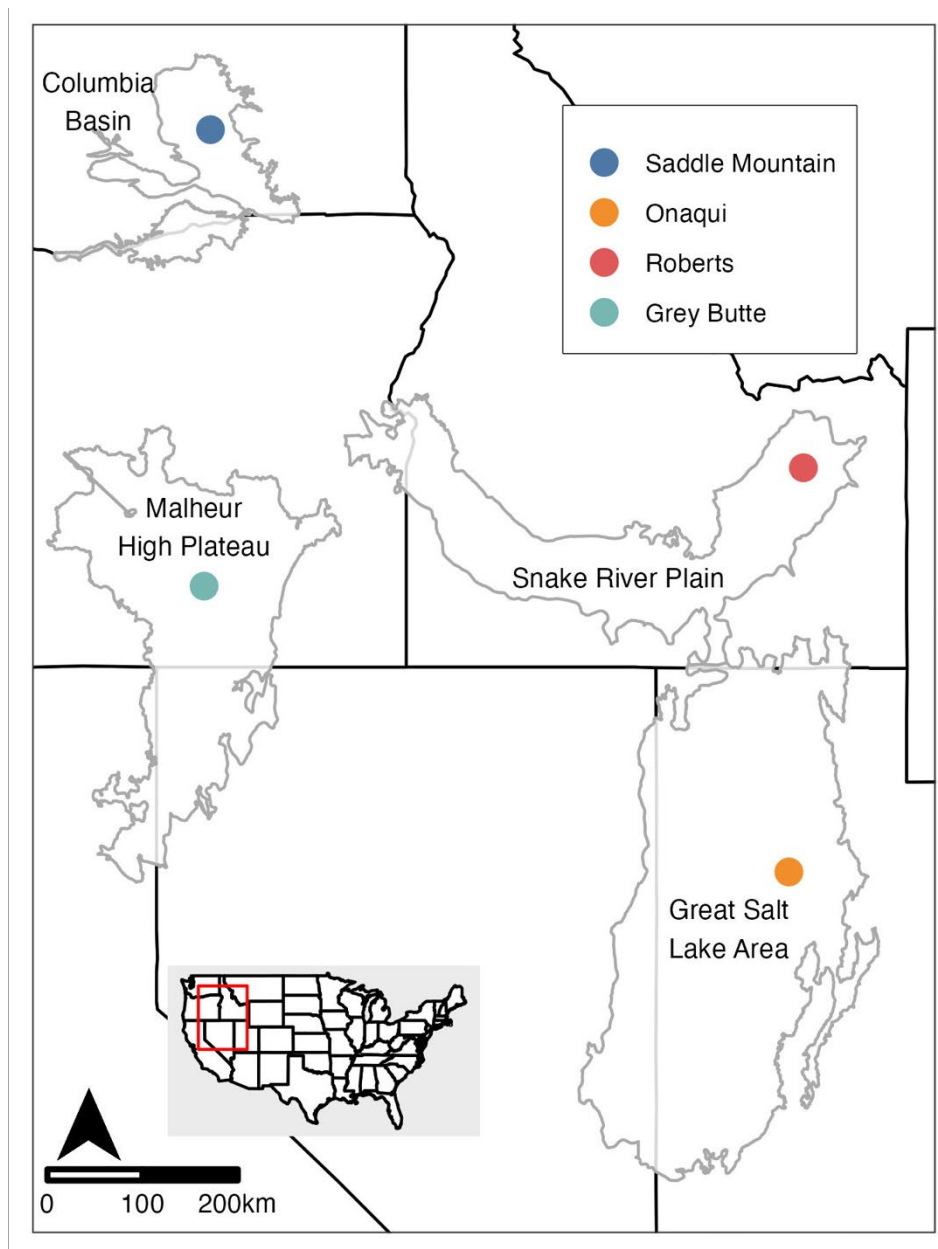 Columbia
Basin
Saddle Mountain
Onaqui
Roberts
Grey Butte
Malheur
High Plateau
Snake River Plain
Great Salt
Lake Area
0 100 200km